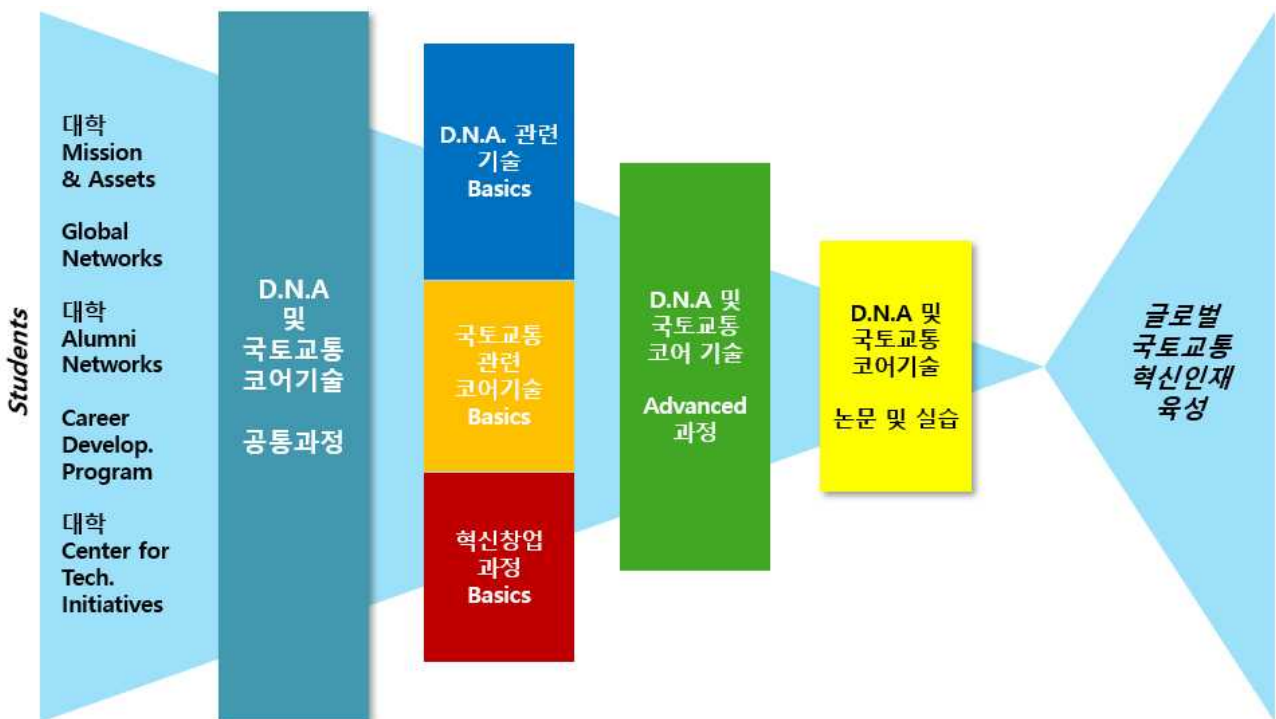 Students
대학
Mission
& Assets
Global
Networks
대학
Alumni
Networks
Career
Develop.
Program
대학
Center for
Tech.
Initiatives
D.N.A
및
국토교통
코어기술
공통과정
D.N.A. 관련
기술
Basics
국토교통
관련
코어기술
Basics
혁신창업
과정
Basics
D.N.A 및
국토교통
코어 기술
Advanced
과정
D.N.A 및
국토교통
코어기술
논문 및 실습
글로벌
국토교통
혁신인재
육성